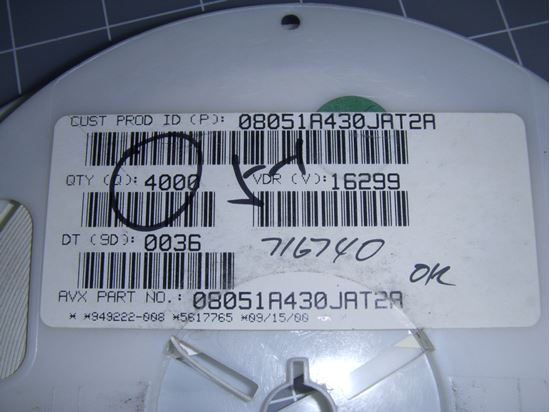 CUST PROD ID (P): 08051A430JAT2A
QTY (Q): 4000 VDR (V): 16299
DT (9D): 0036
716740
OK
AVX PART NO.: 08051A430JAT2A
* *949222-008 *5617765 *09/15/00